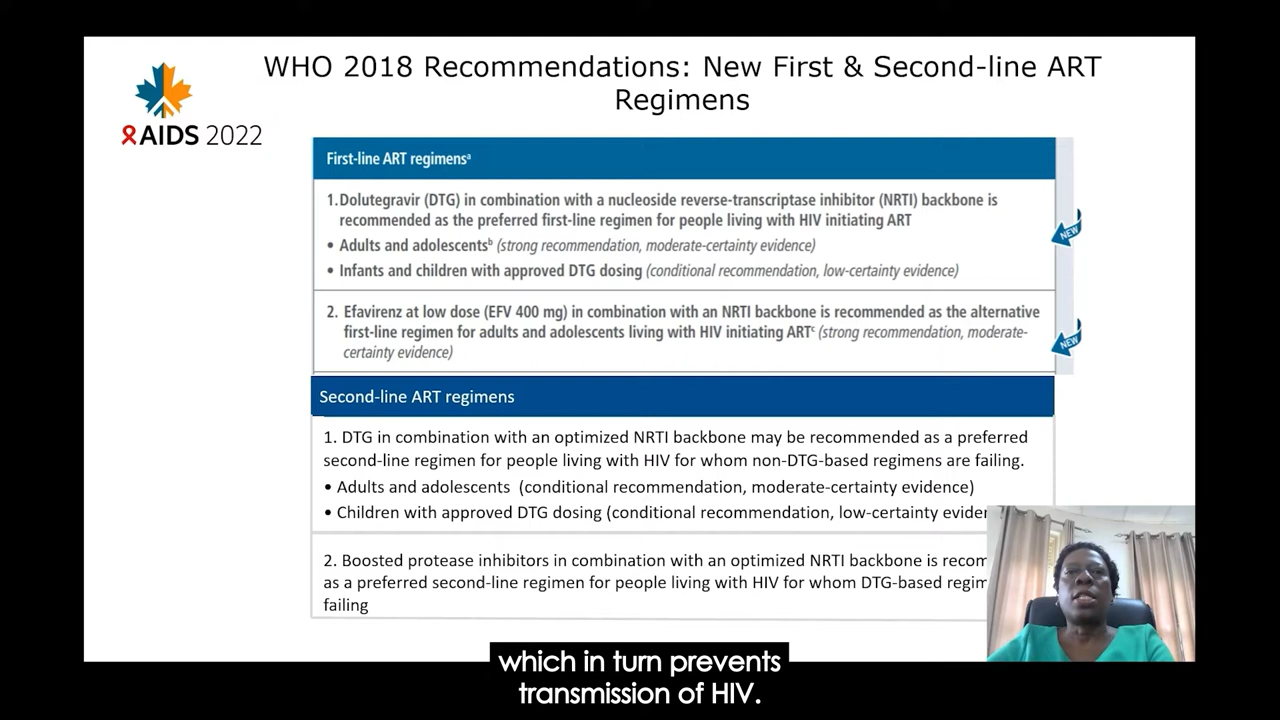 WHO 2018 Recommendations: New First & Second-line ART
Regimens
AIDS 2022
First-line ART regimensᵃ
1. Dolutegravir (DTG) in combination with a nucleoside reverse-transcriptase inhibitor (NRTI) backbone is
recommended as the preferred first-line regimen for people living with HIV initiating ART
• Adults and adolescentsᵇ (strong recommendation, moderate-certainty evidence)
• Infants and children with approved DTG dosing (conditional recommendation, low-certainty evidence)
NEW
2. Efavirenz at low dose (EFV 400 mg) in combination with an NRTI backbone is recommended as the alternative
first-line regimen for adults and adolescents living with HIV initiating ARTᶜ (strong recommendation, moderate-
certainty evidence)
NEW
Second-line ART regimens
1. DTG in combination with an optimized NRTI backbone may be recommended as a preferred
second-line regimen for people living with HIV for whom non-DTG-based regimens are failing.
• Adults and adolescents (conditional recommendation, moderate-certainty evidence)
• Children with approved DTG dosing (conditional recommendation, low-certainty
2. Boosted protease inhibitors in combination with an optimized NRTI backbone is
as a preferred second-line regimen for people living with HIV for whom DTG-based
failing
which in turn prevents
transmission of HIV.